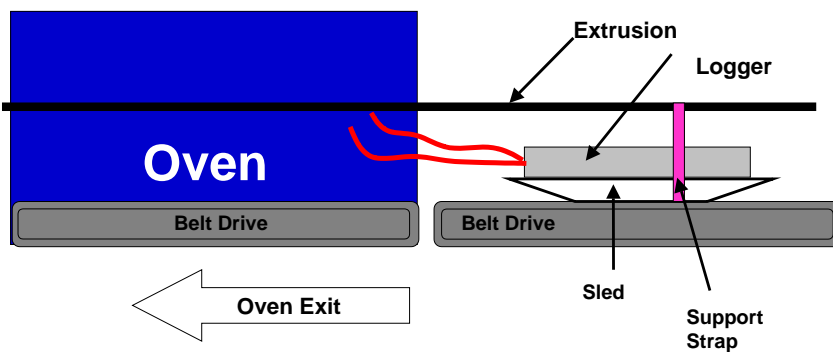 Extrusion
Logger
Oven
Belt Drive
Belt Drive
Sled
Oven Exit
Support
Strap